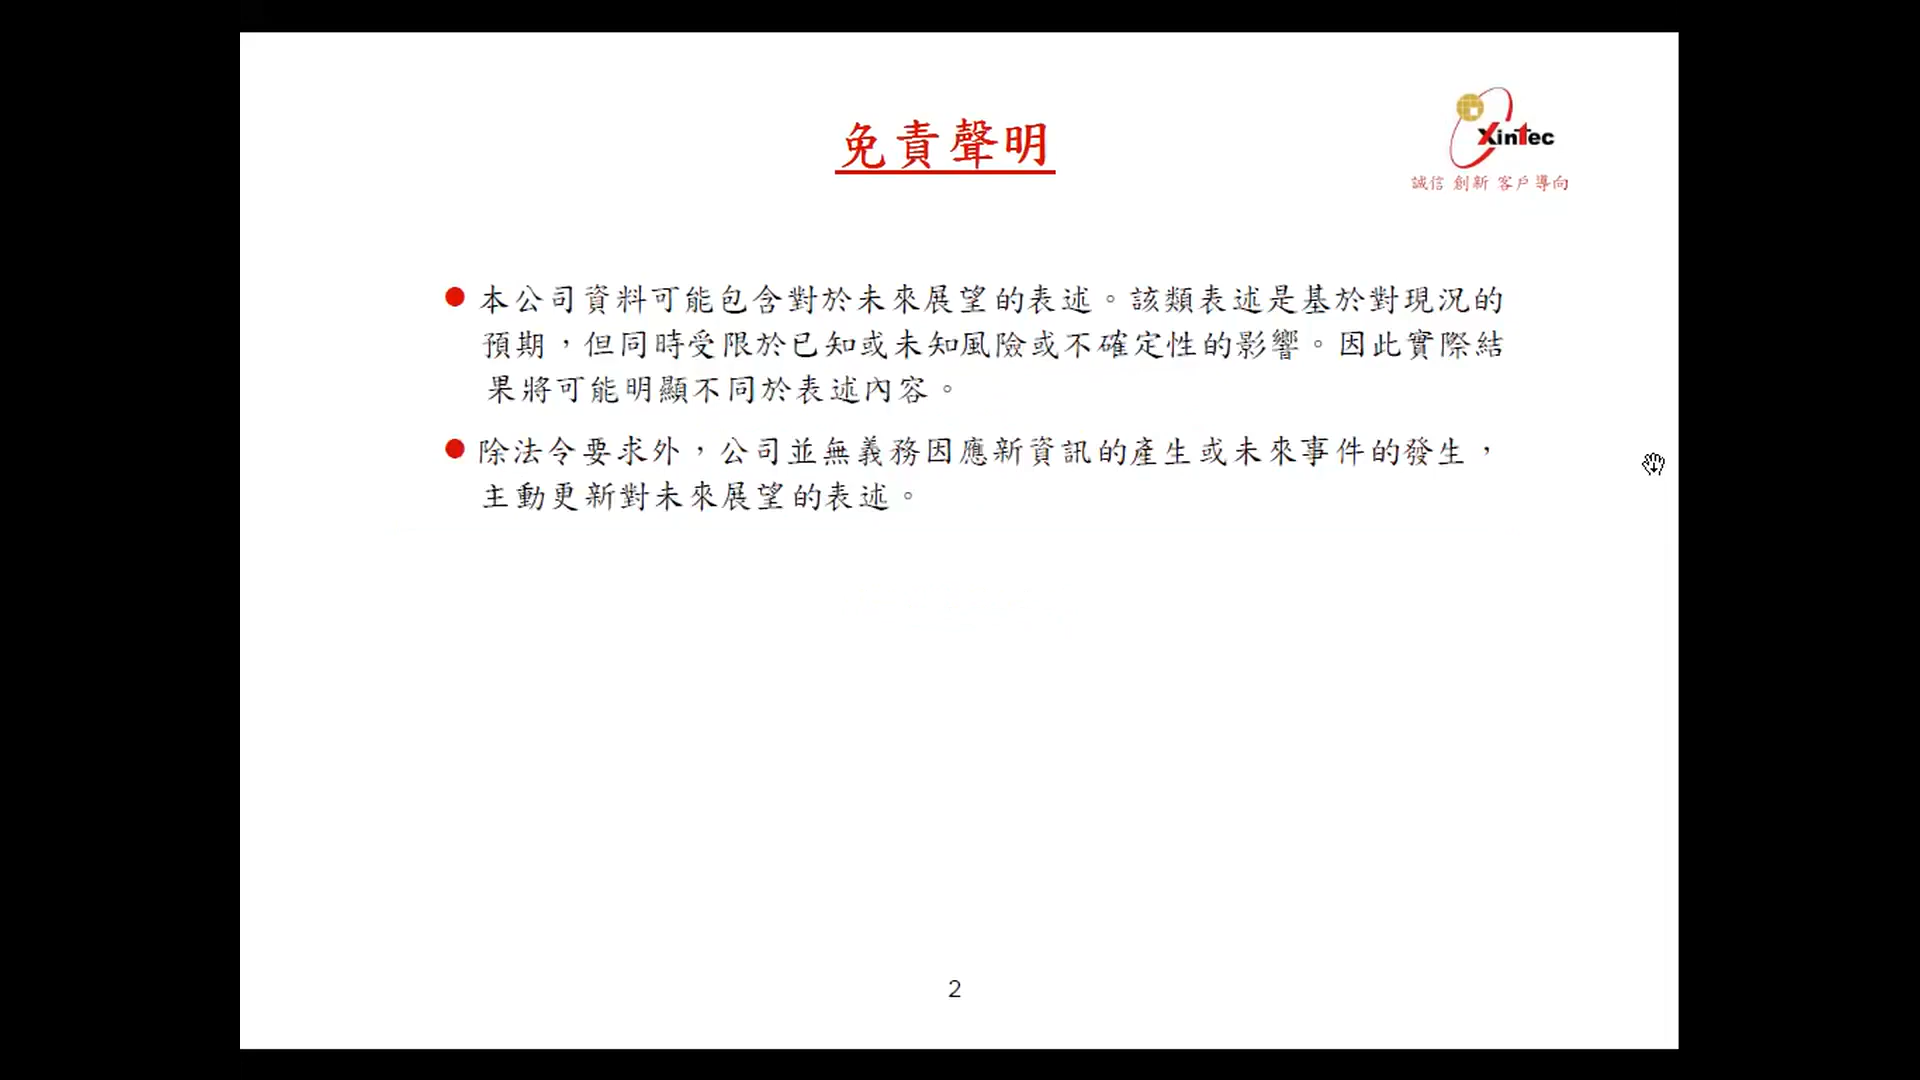 免責聲明
XinTec
誠信 創新 客戶導向
本公司資料可能包含對於未來展望的表述。該類表述是基於對現況的
預期，但同時受限於已知或未知風險或不確定性的影響。因此實際結
果將可能明顯不同於表述內容。
除法令要求外，公司並無義務因應新資訊的產生或未來事件的發生，
主動更新對未來展望的表述。
2